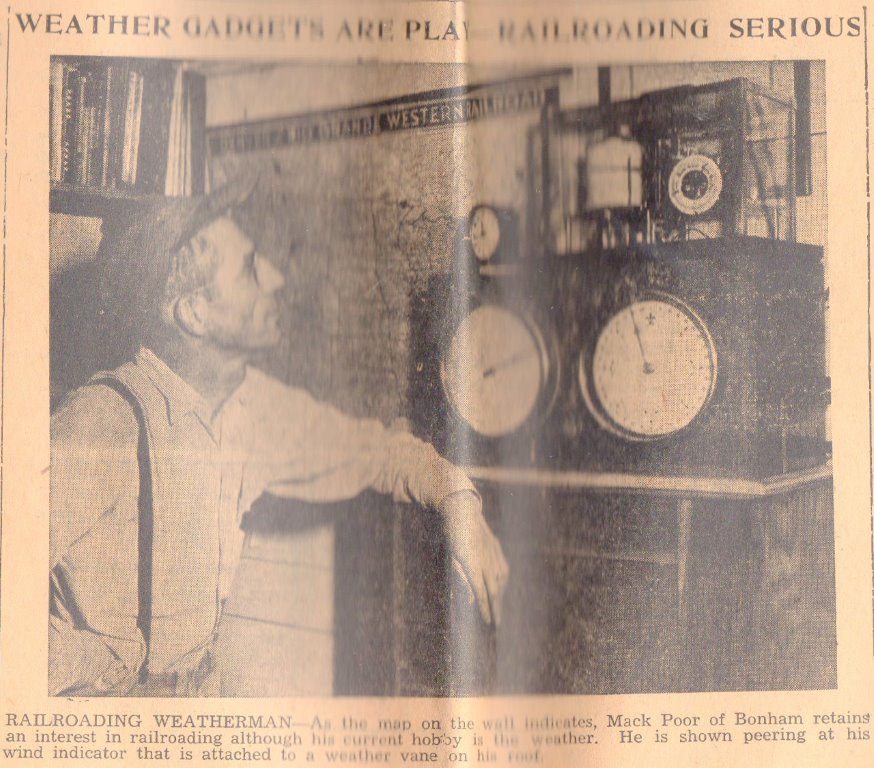 WEATHER GADGETS ARE PLAY—RAILROADING SERIOUS
RIO GRANDE WESTERN RAILROAD
RAILROADING WEATHERMAN—As the map on the wall indicates, Mack Poor of Bonham retains
an interest in railroading although his current hobby is the weather. He is shown peering at his
wind indicator that is attached to a weather vane on his roof.